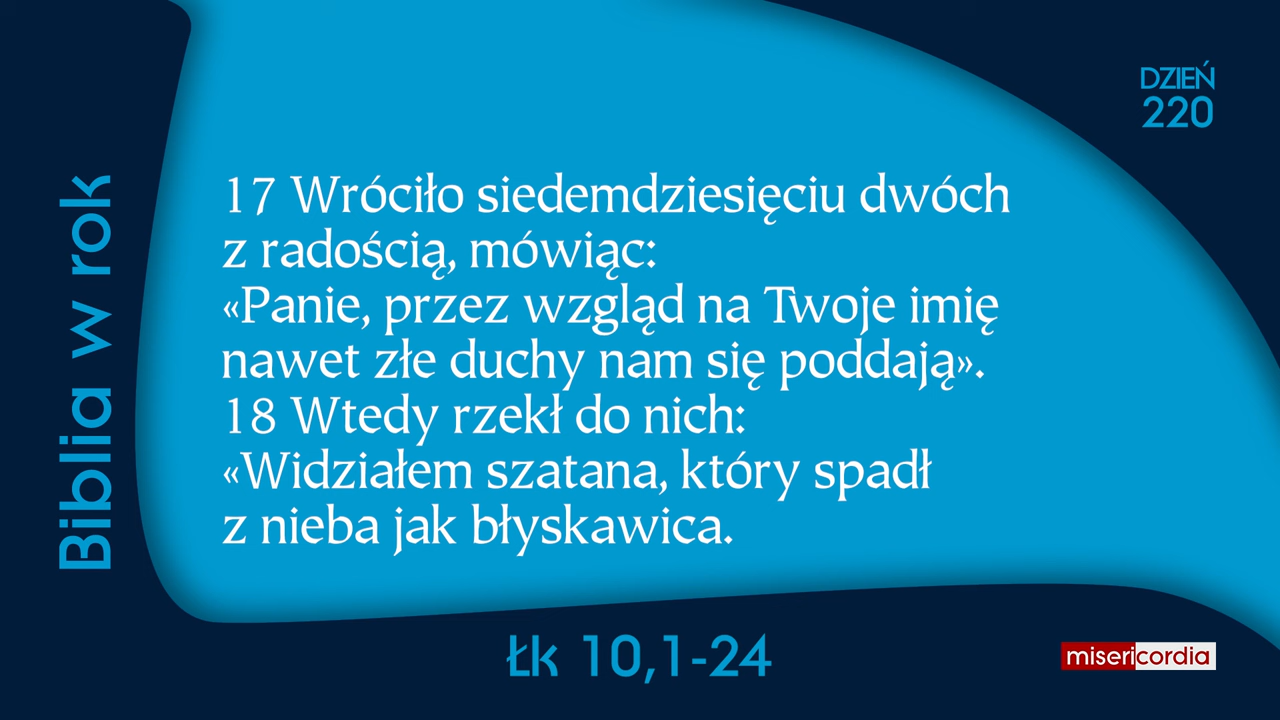 DZIEŃ
220
Biblia w rok
17 Wróciło siedemdziesięciu dwóch
z radością, mówiąc:
«Panie, przez wzgląd na Twoje imię
nawet złe duchy nam się poddają».
18 Wtedy rzekł do nich:
«Widziałem szatana, który spadł
z nieba jak błyskawica.
Łk 10,1-24
misericordia